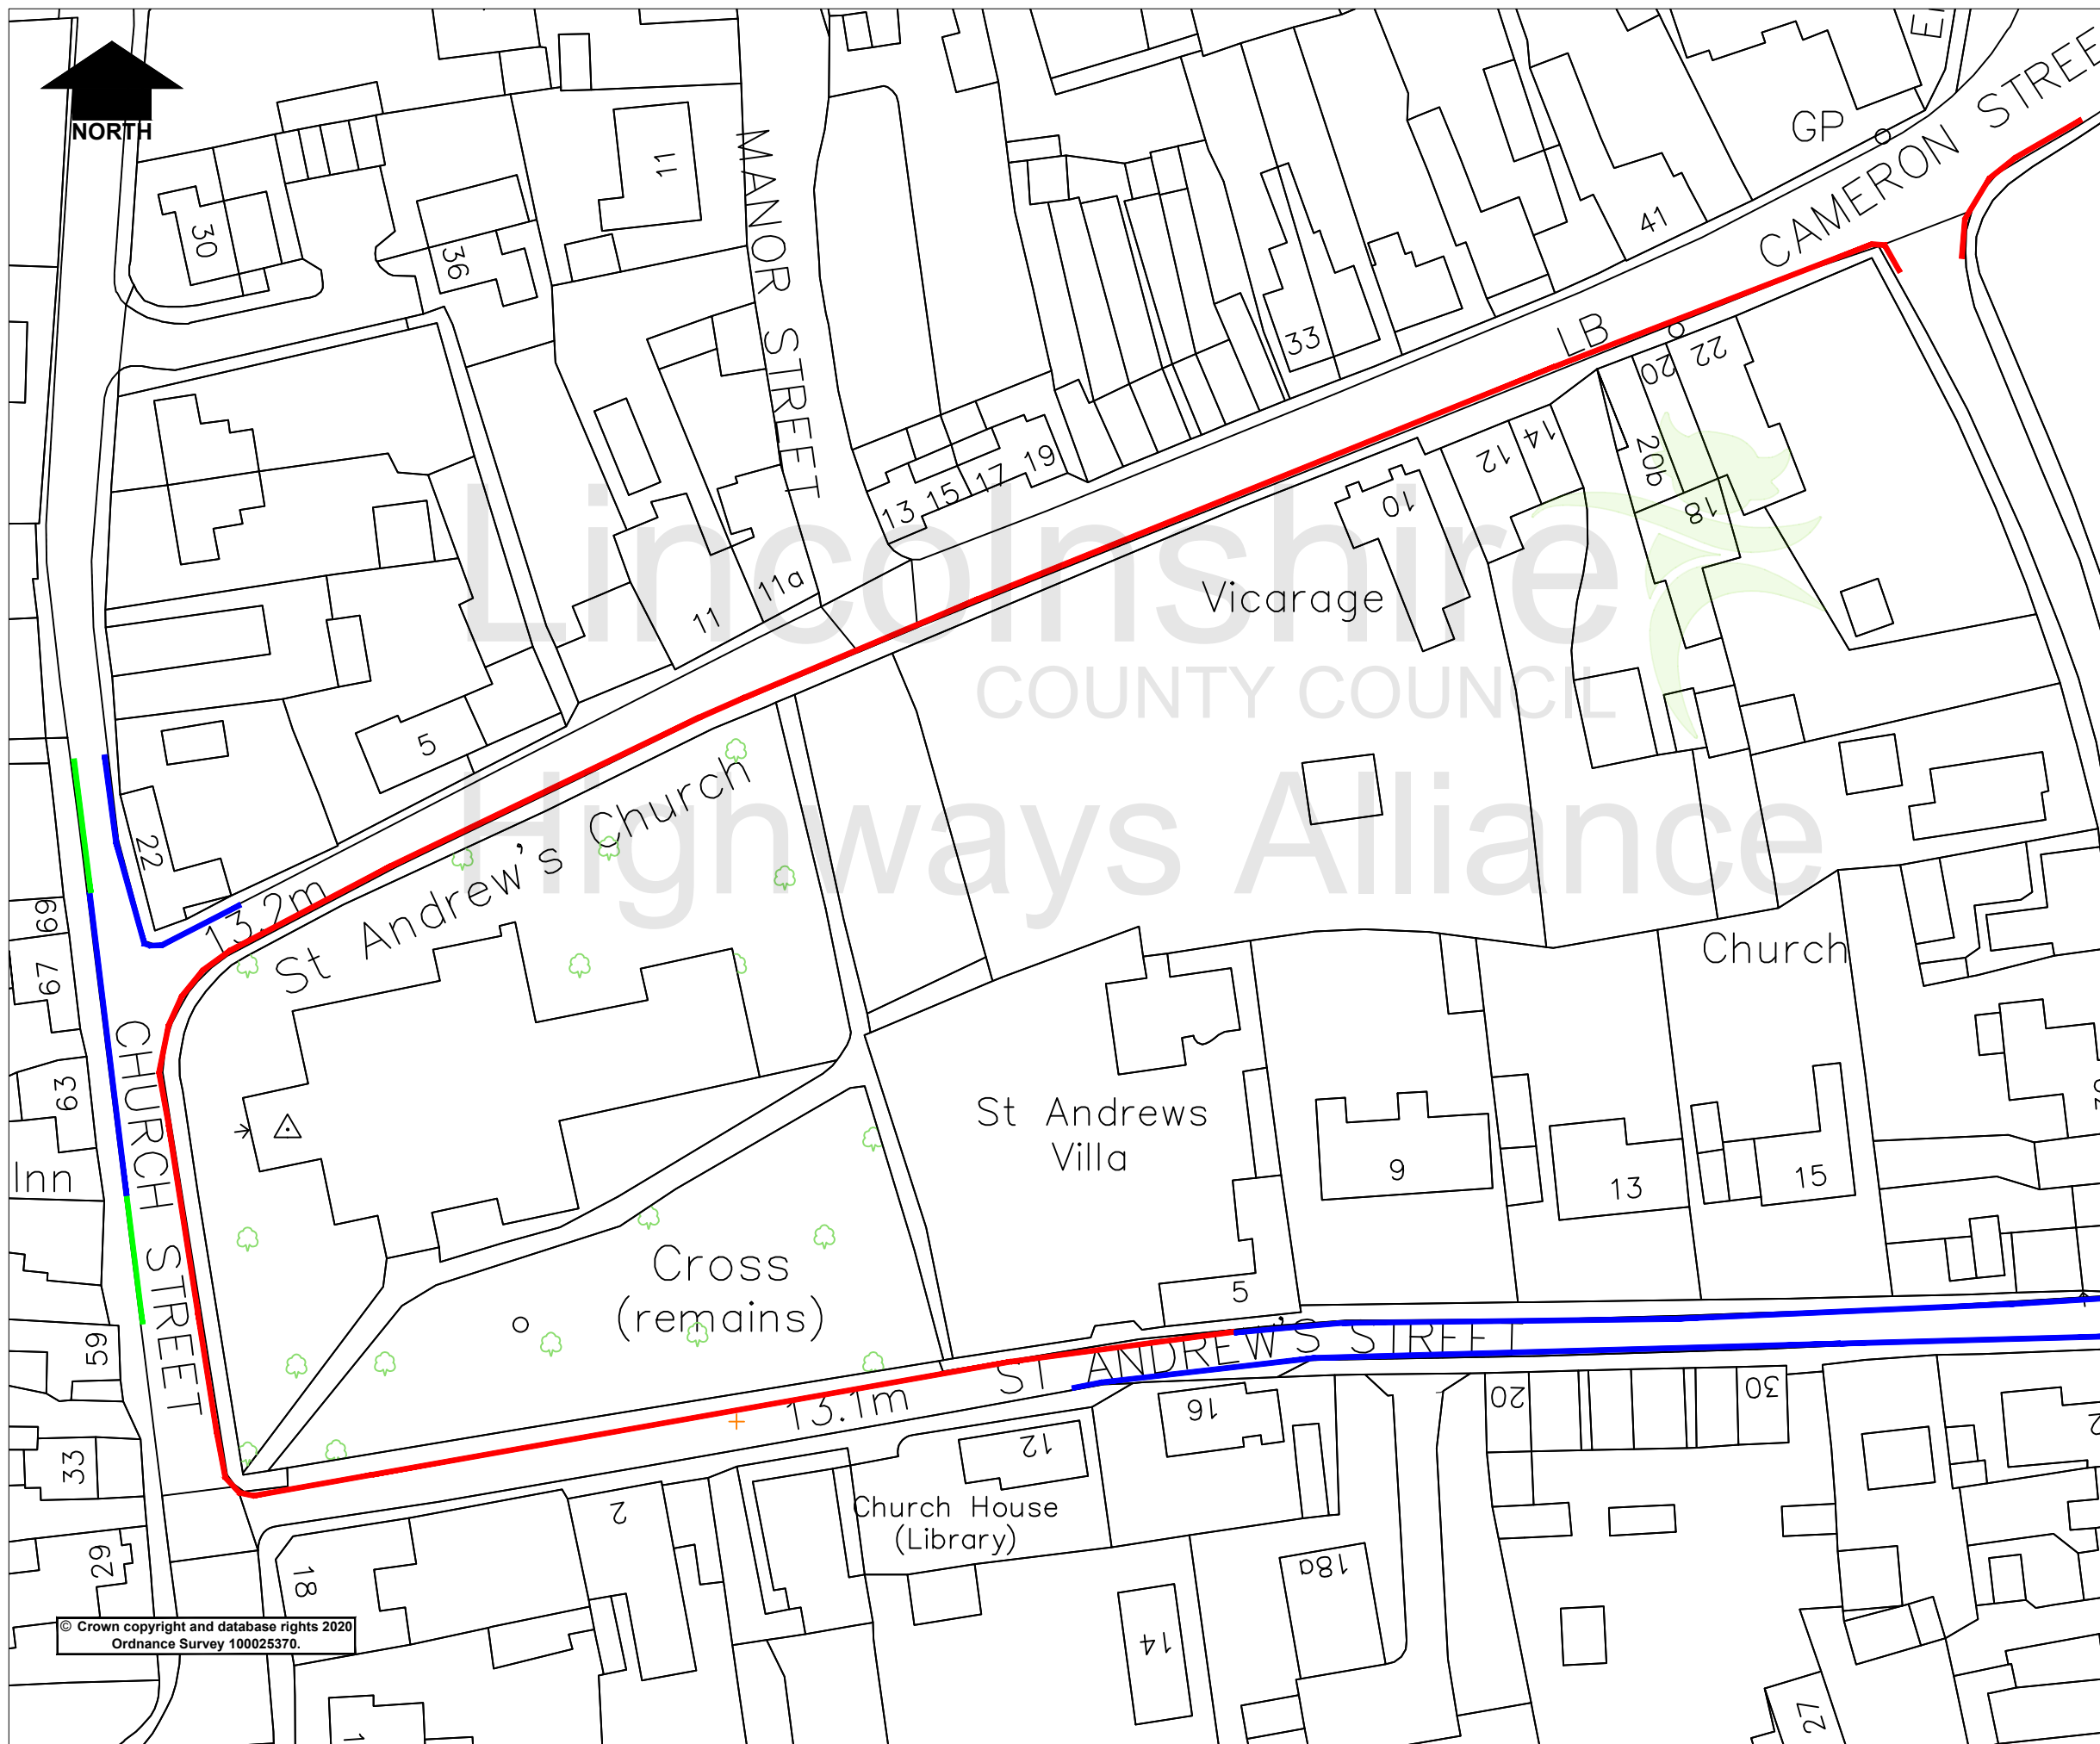 NORTH
30
36
11
MANOR STREET
GP
CAMERON STREE
41
33
LB
22
20
20b
18
14
12
10
13
15
17
19
11a
11
5
Vicarage
Lincolnshire
COUNTY COUNCIL
Highways Alliance
22
13.2m
St Andrew's Church
69
67
63
Inn
CHURCH STREET
Church
St Andrews
Villa
9
13
15
5
Cross
(remains)
ST ANDREW'S STREET
13.1m
59
33
29
18
2
12
16
20
30
Church House
(Library)
18a
14
27
© Crown copyright and database rights 2020
Ordnance Survey 100025370.